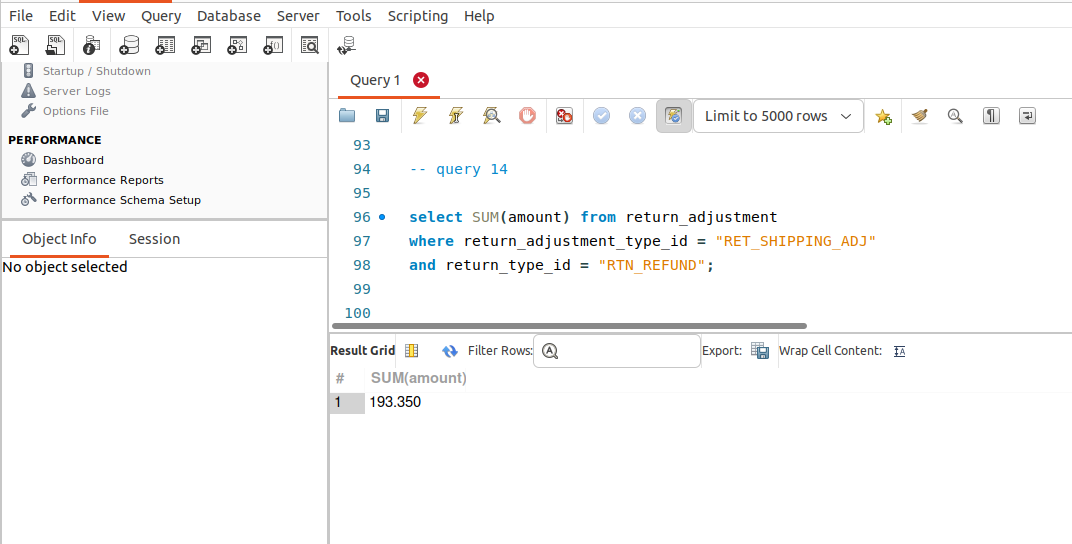 File Edit View Query Database Server Tools Scripting Help
Startup / Shutdown
Server Logs
Options File
PERFORMANCE
Dashboard
Performance Reports
Performance Schema Setup
Object Info Session
No object selected
Query 1
Limit to 5000 rows
93
94 -- query 14
95
96 select SUM(amount) from return_adjustment
97 where return_adjustment_type_id = "RET_SHIPPING_ADJ"
98 and return_type_id = "RTN_REFUND";
99
100
Result Grid Filter Rows: Export: Wrap Cell Content:
# SUM(amount)
1 193.350